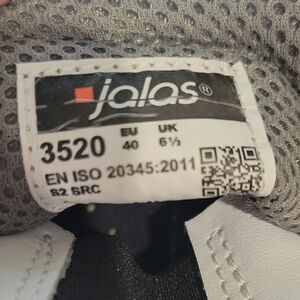 jalas®
EU UK
3520 40 6½
EN ISO 20345:2011
S2 SRC